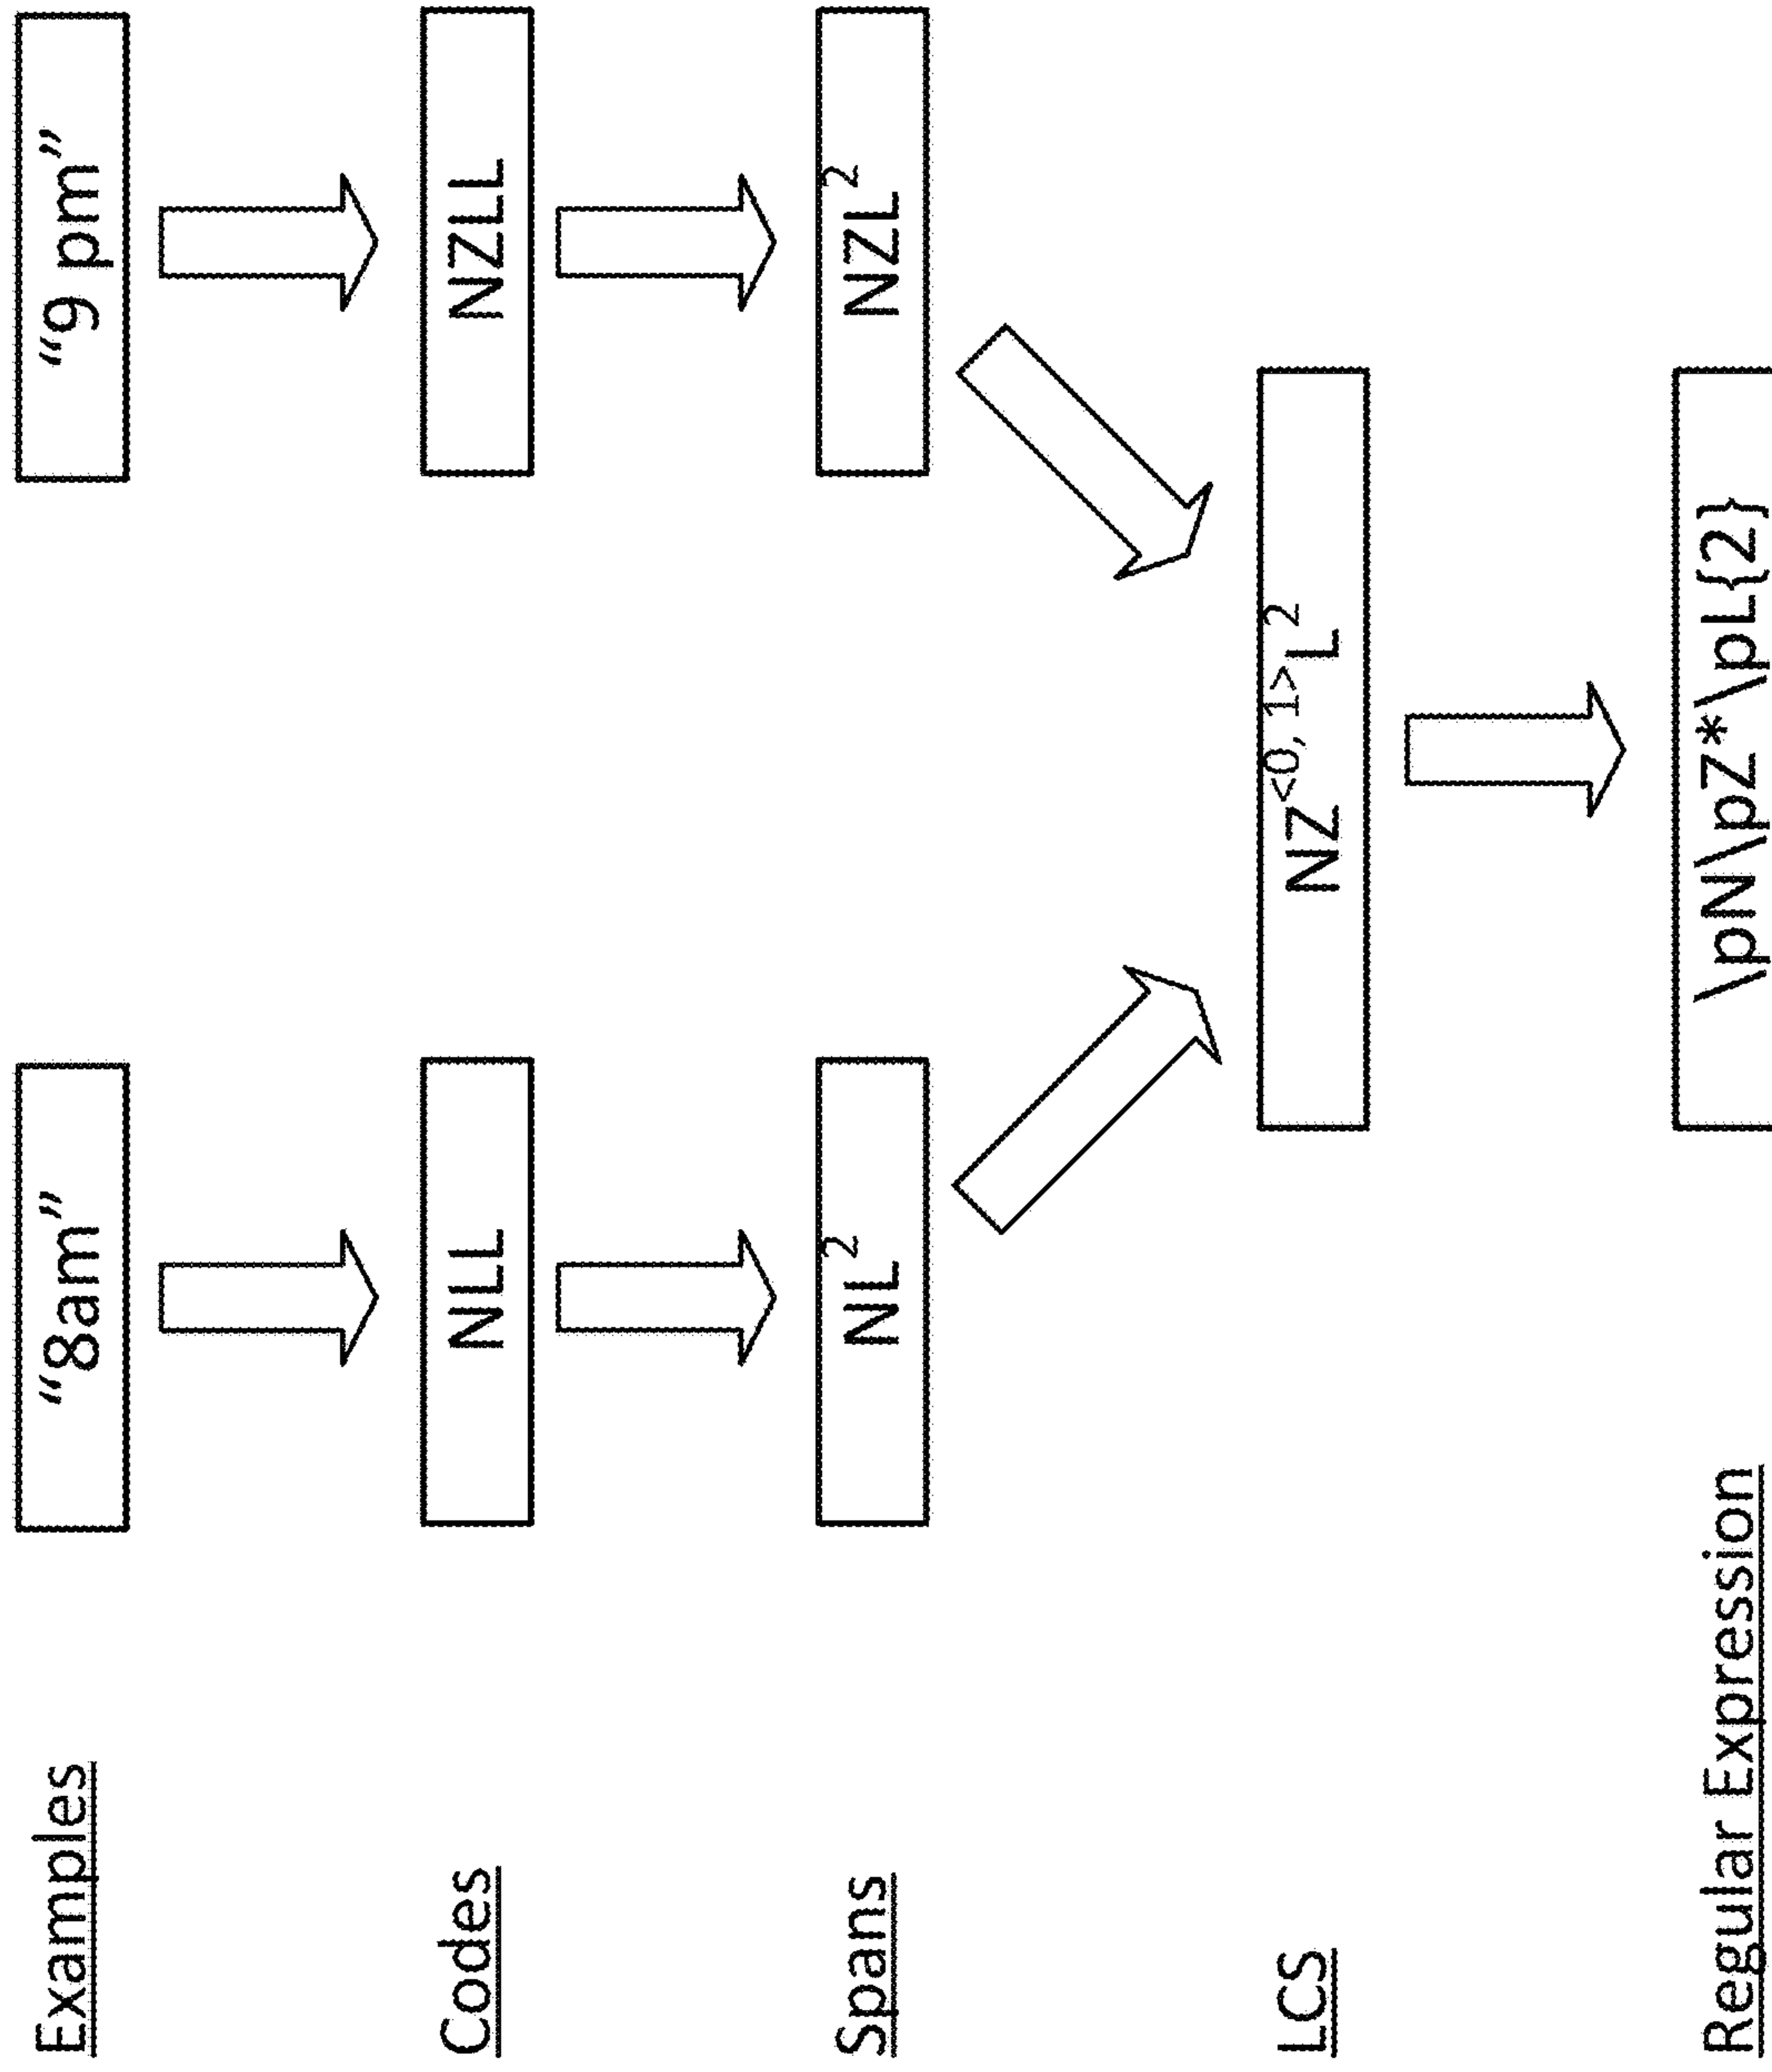 Examples
“8am”
“9 pm”
Codes
NLL
NZLL
Spans
NL²
NZL²
LCS
NZ<0, 1>L²
Regular Expression
\pN\pZ*\pL{2}